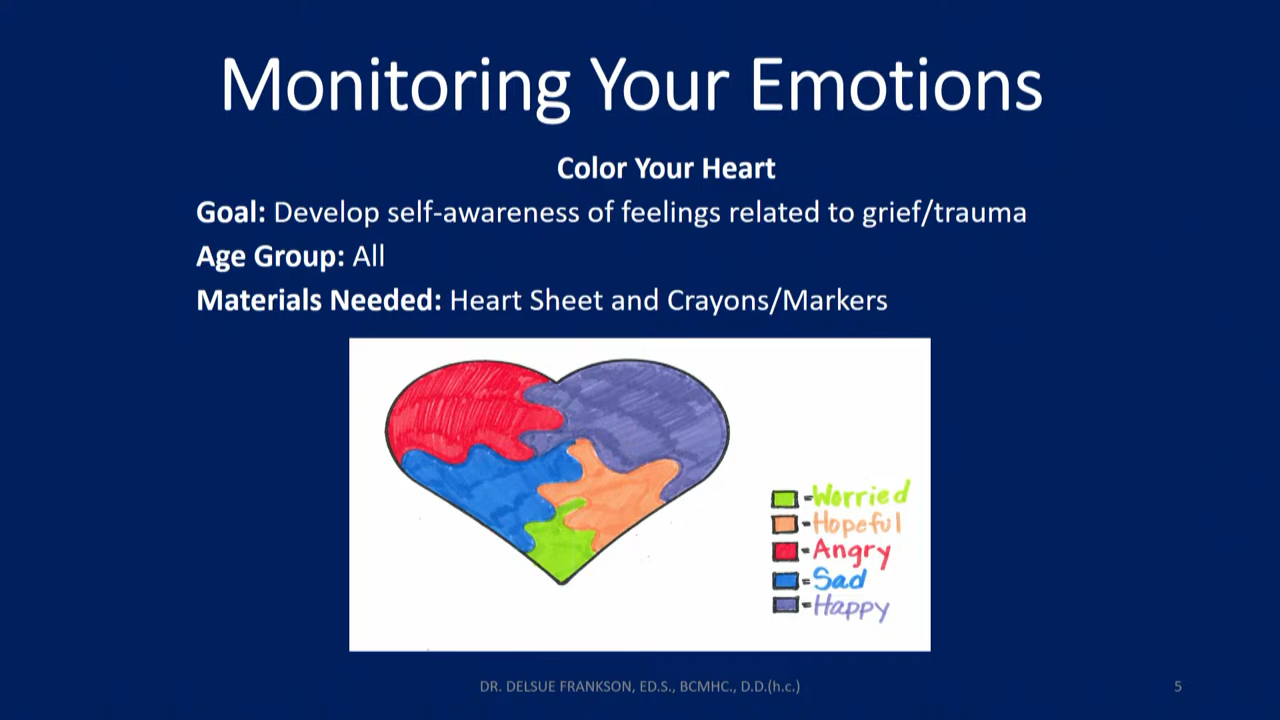 Monitoring Your Emotions
Color Your Heart
Goal: Develop self-awareness of feelings related to grief/trauma
Age Group: All
Materials Needed: Heart Sheet and Crayons/Markers
=Worried
=Hopeful
=Angry
=Sad
=Happy
DR. DELSUE FRANKSON, ED.S., BCMHC., D.D.(h.c.)
5